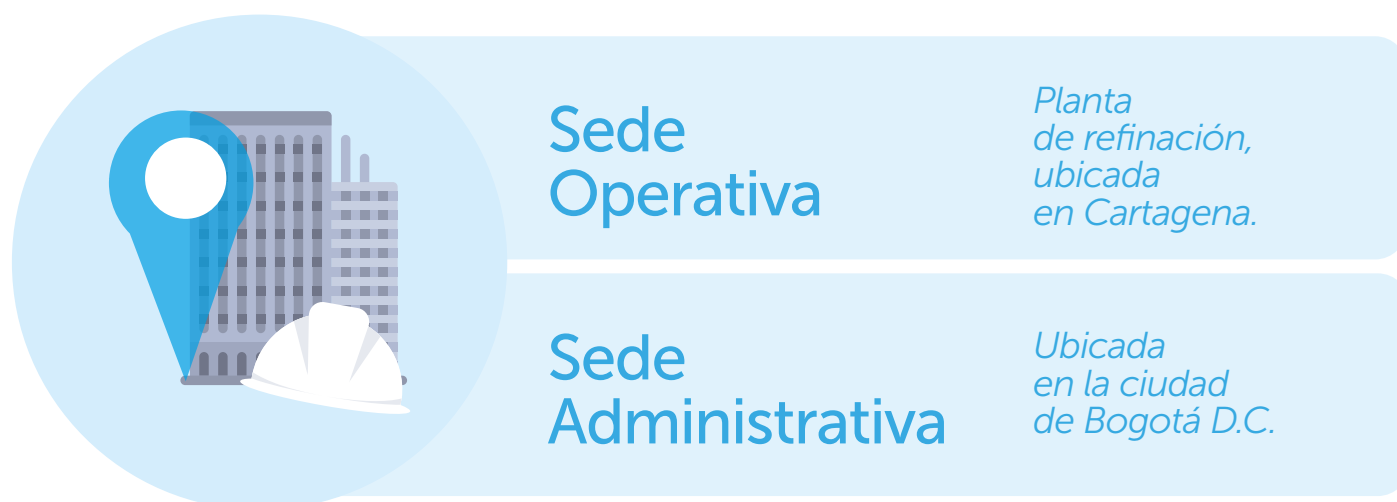 Sede
Operativa
Planta
de refinación,
ubicada
en Cartagena.
Sede
Administrativa
Ubicada
en la ciudad
de Bogotá D.C.